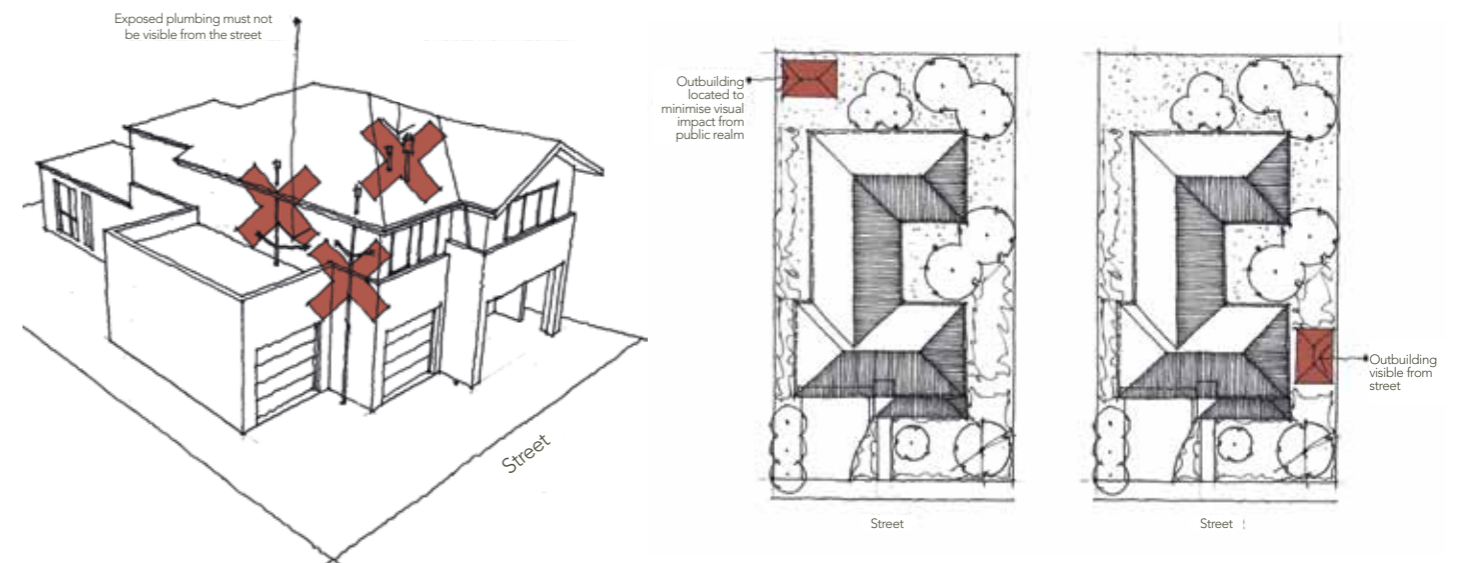 Exposed plumbing must not
be visible from the street
Street
Outbuilding
located to
minimise visual
impact from
public realm
Street
Outbuilding
visible from
street
Street